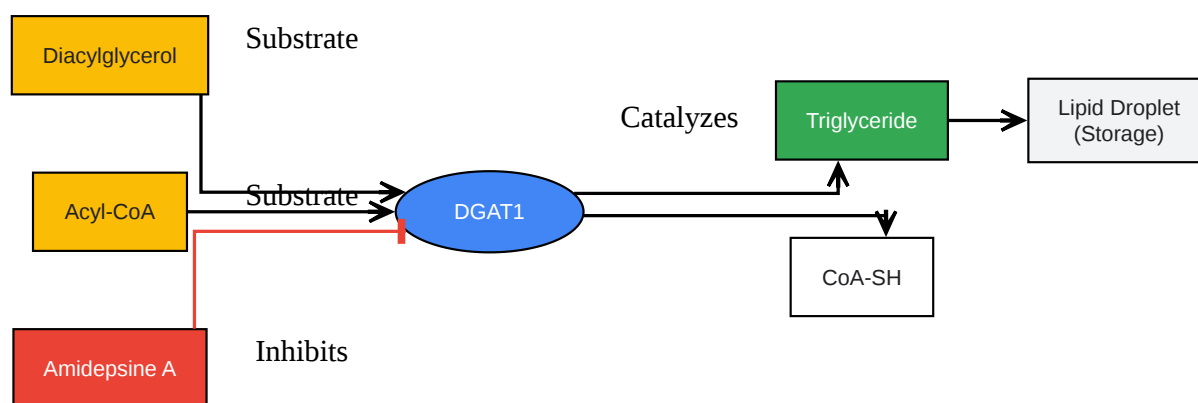 Diacylglycerol
Substrate
Catalyzes
Triglyceride
Lipid Droplet
(Storage)
Acyl-CoA
Substrate
DGAT1
CoA-SH
Amidepsine A
Inhibits